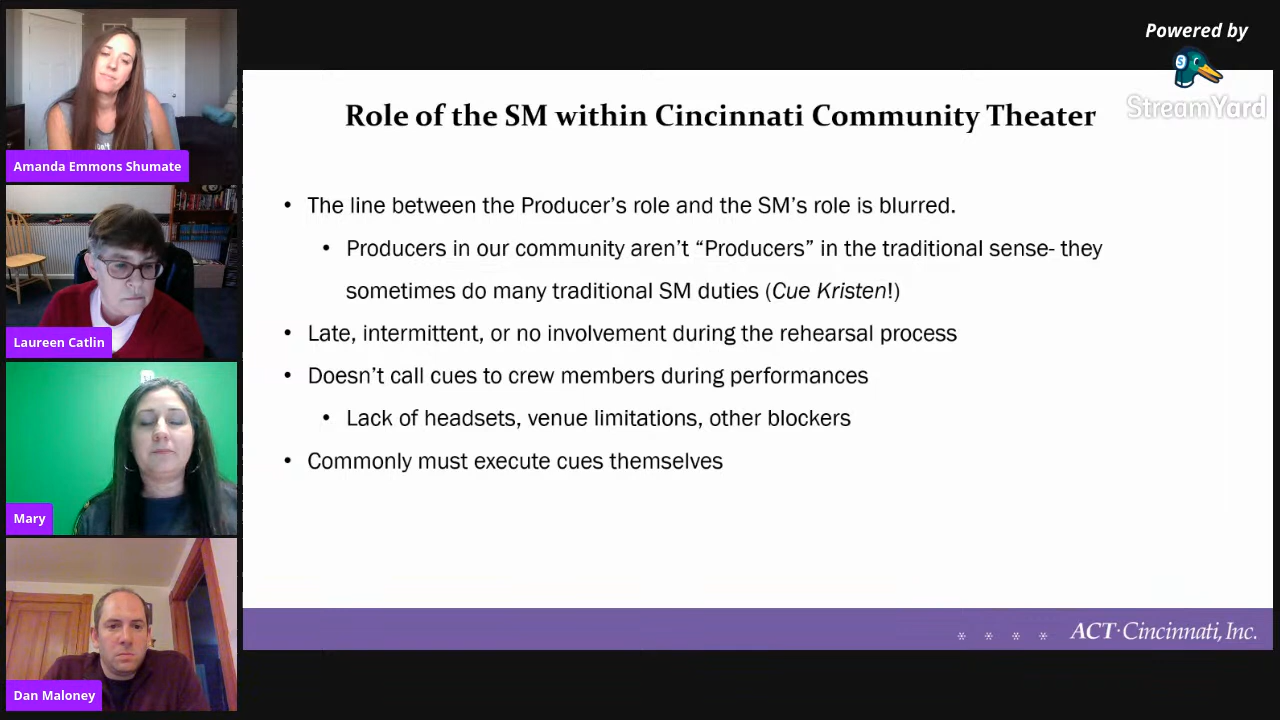 Powered by
StreamYard
Amanda Emmons Shumate
Laureen Catlin
Mary
Dan Maloney
Role of the SM within Cincinnati Community Theater
• The line between the Producer’s role and the SM’s role is blurred.
• Producers in our community aren’t “Producers” in the traditional sense- they
sometimes do many traditional SM duties (Cue Kristen!)
• Late, intermittent, or no involvement during the rehearsal process
• Doesn’t call cues to crew members during performances
• Lack of headsets, venue limitations, other blockers
• Commonly must execute cues themselves
* * * * ACT·Cincinnati, Inc.